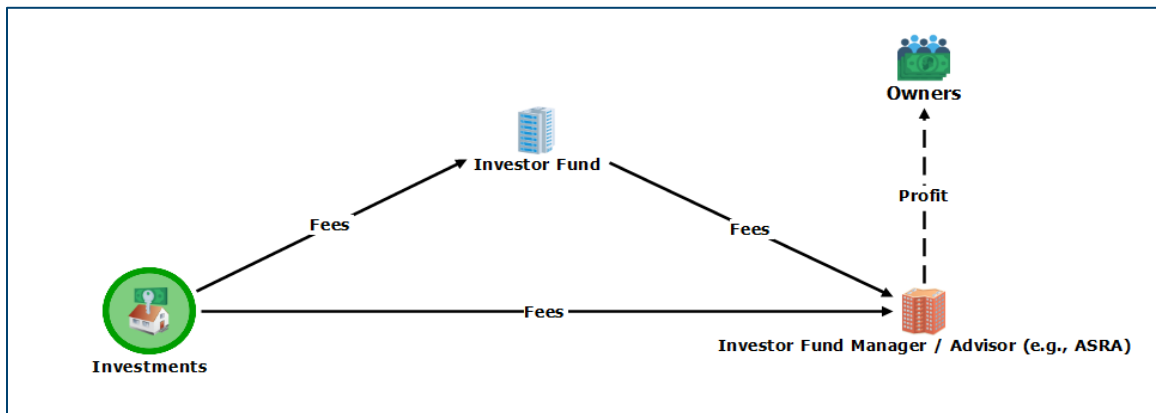 Owners
Investor Fund
Profit
Fees
Fees
Fees
Investor Fund Manager / Advisor (e.g., ASRA)
Investments